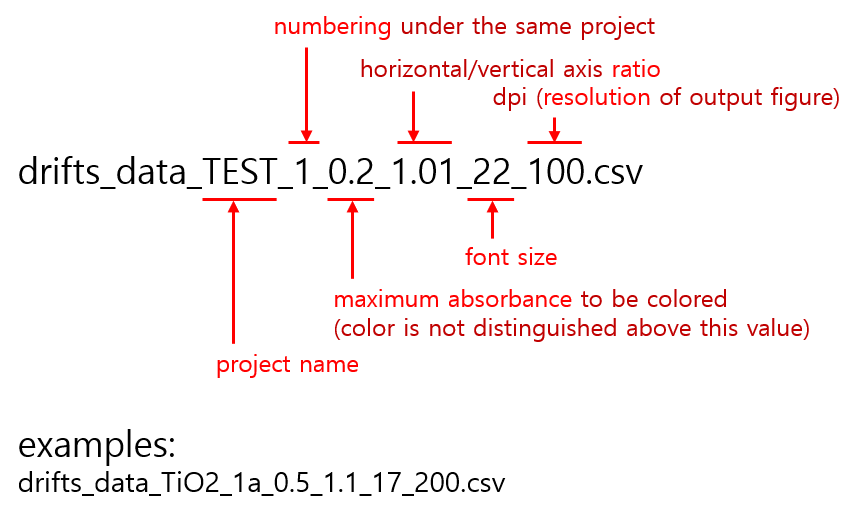 numbering under the same project
horizontal/vertical axis ratio
dpi (resolution of output figure)
drifts_data_TEST_1_0.2_1.01_22_100.csv
font size
maximum absorbance to be colored
(color is not distinguished above this value)
project name
examples:
drifts_data_TiO2_1a_0.5_1.1_17_200.csv